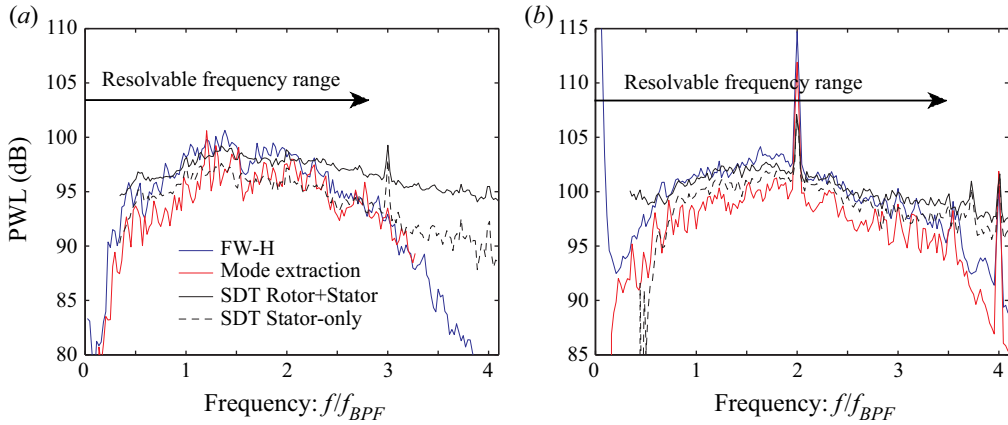 (a)
110
105
100
95
90
85
80
PWL (dB)
Resolvable frequency range
FW-H
Mode extraction
SDT Rotor+Stator
SDT Stator-only
0 1 2 3 4
Frequency: f/f_BPF
(b)
115
110
105
100
95
90
85
Resolvable frequency range
0 1 2 3 4
Frequency: f/f_BPF